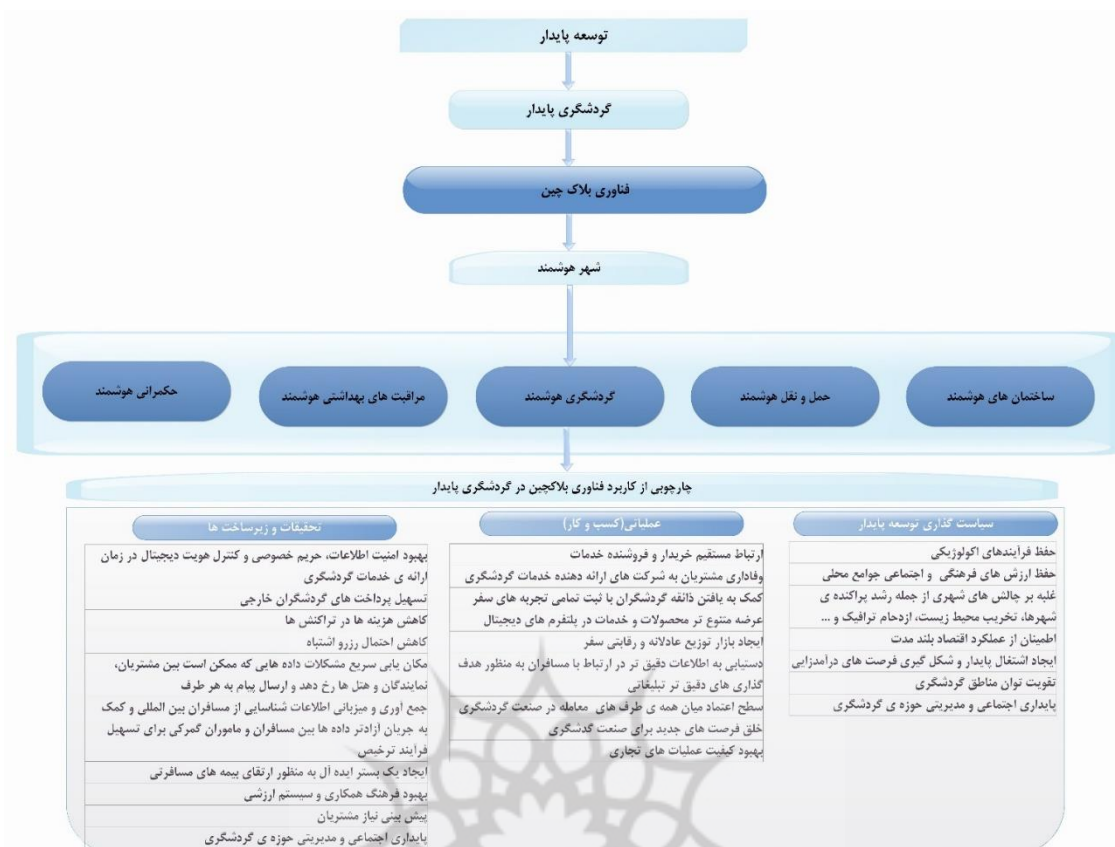 توسعه پایدار
گردشگری پایدار
فناوری بلاک چین
شهر هوشمند
ساختمان های هوشمند
حمل و نقل هوشمند
گردشگری هوشمند
مراقبت های بهداشتی هوشمند
حکمرانی هوشمند
چارچوبی از کاربرد فناوری بلاکچین در گردشگری پایدار
سیاست گذاری توسعه پایدار
حفظ فرآیندهای اکولوژیکی
حفظ ارزش های فرهنگی و اجتماعی جوامع محلی
غلبه بر چالش های شهری از جمله رشد پراکنده ی
شهرها، تخریب محیط زیست، ازدحام ترافیک و ...
اطمینان از عملکرد اقتصاد بلند مدت
ایجاد اشتغال پایدار و شکل گیری فرصت های درآمدزایی
تقویت توان مناطق گردشگری
پایداری اجتماعی و مدیریتی حوزه ی گردشگری
عملیاتی(کسب و کار)
ارتباط مستقیم خریدار و فروشنده خدمات
وفاداری مشتریان به شرکت های ارائه دهنده خدمات گردشگری
کمک به یافتن ذائقه گردشگران با ثبت تمامی تجربه های سفر
عرضه متنوع تر محصولات و خدمات در پلتفرم های دیجیتال
ایجاد بازار توزیع عادلانه و رقابتی سفر
دستیابی به اطلاعات دقیق تر در ارتباط با مسافران به منظور هدف
گذاری های دقیق تر تبلیغاتی
سطح اعتماد میان همه ی طرف های معامله در صنعت گردشگری
خلق فرصت های جدید برای صنعت گدشگری
بهبود کیفیت عملیات های تجاری
تحقیقات و زیرساخت ها
بهبود امنیت اطلاعات، حریم خصوصی و کنترل هویت دیجیتال در زمان
ارائه ی خدمات گردشگری
تسهیل پرداخت های گردشگران خارجی
کاهش هزینه ها در تراکنش ها
کاهش احتمال رزرو اشتباه
مکان یابی سریع مشکلات داده هایی که ممکن است بین مشتریان،
نمایندگان و هتل ها رخ دهد و ارسال پیام به هر طرف
جمع آوری و میزبانی اطلاعات شناسایی از مسافران بین المللی و کمک
به جریان آزادتر داده ها بین مسافران و ماموران گمرکی برای تسهیل
فرآیند ترخیص
ایجاد یک بستر ایده آل به منظور ارتقای بیمه های مسافرتی
بهبود فرهنگ همکاری و سیستم ارزشی
پیش بینی نیاز مشتریان
پایداری اجتماعی و مدیریتی حوزه ی گردشگری